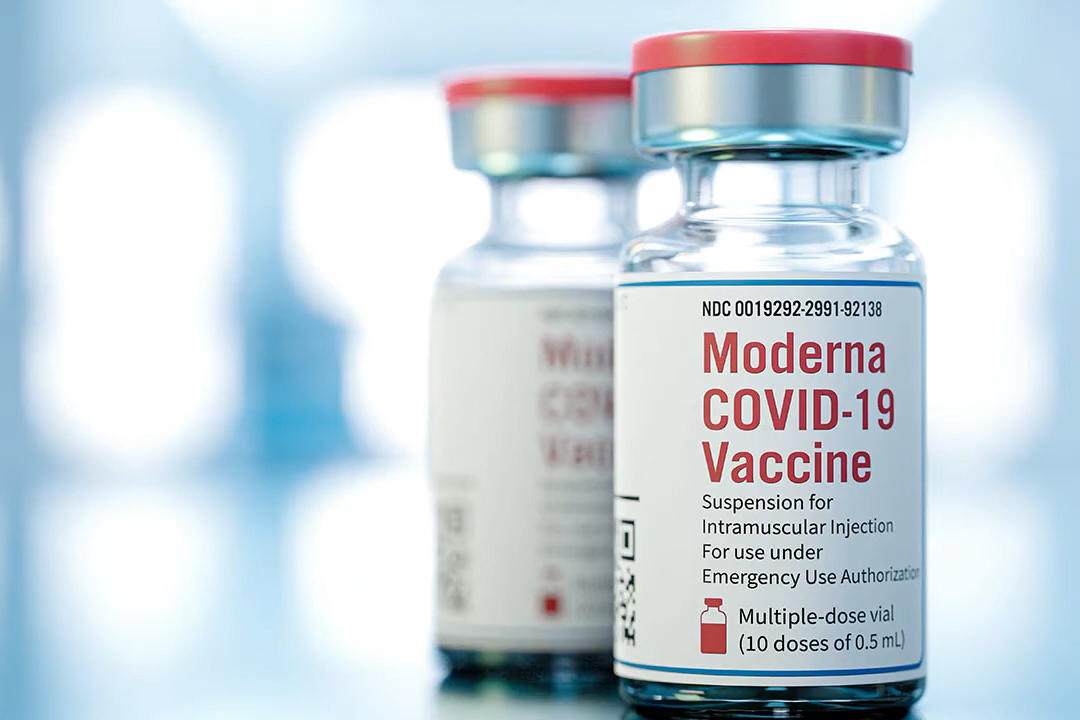 NDC 0019292-2991-92138
Moderna
COVID-19
Vaccine
Suspension for
Intramuscular Injection
For use under
Emergency Use Authorization
Multiple-dose vial
(10 doses of 0.5 mL)